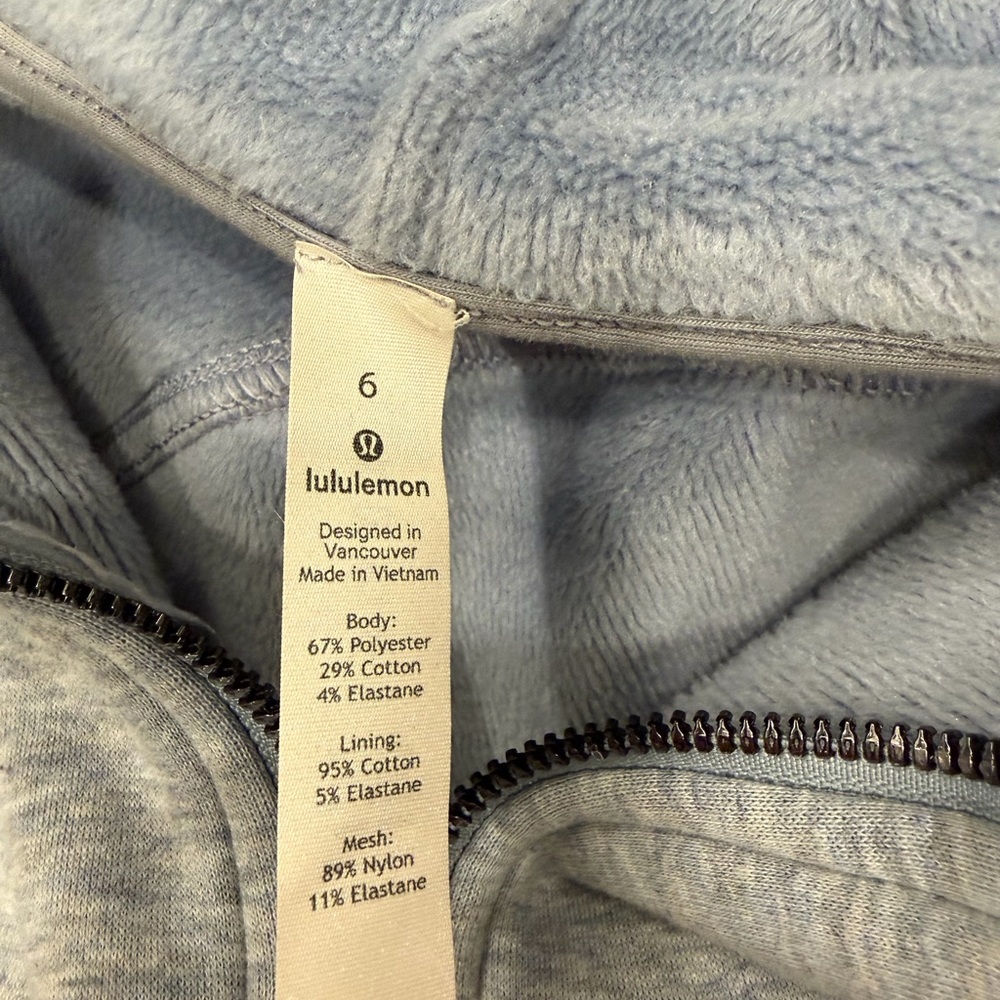 6
lululemon
Designed in
Vancouver
Made in Vietnam
Body:
67% Polyester
29% Cotton
4% Elastane
Lining:
95% Cotton
5% Elastane
Mesh:
89% Nylon
11% Elastane